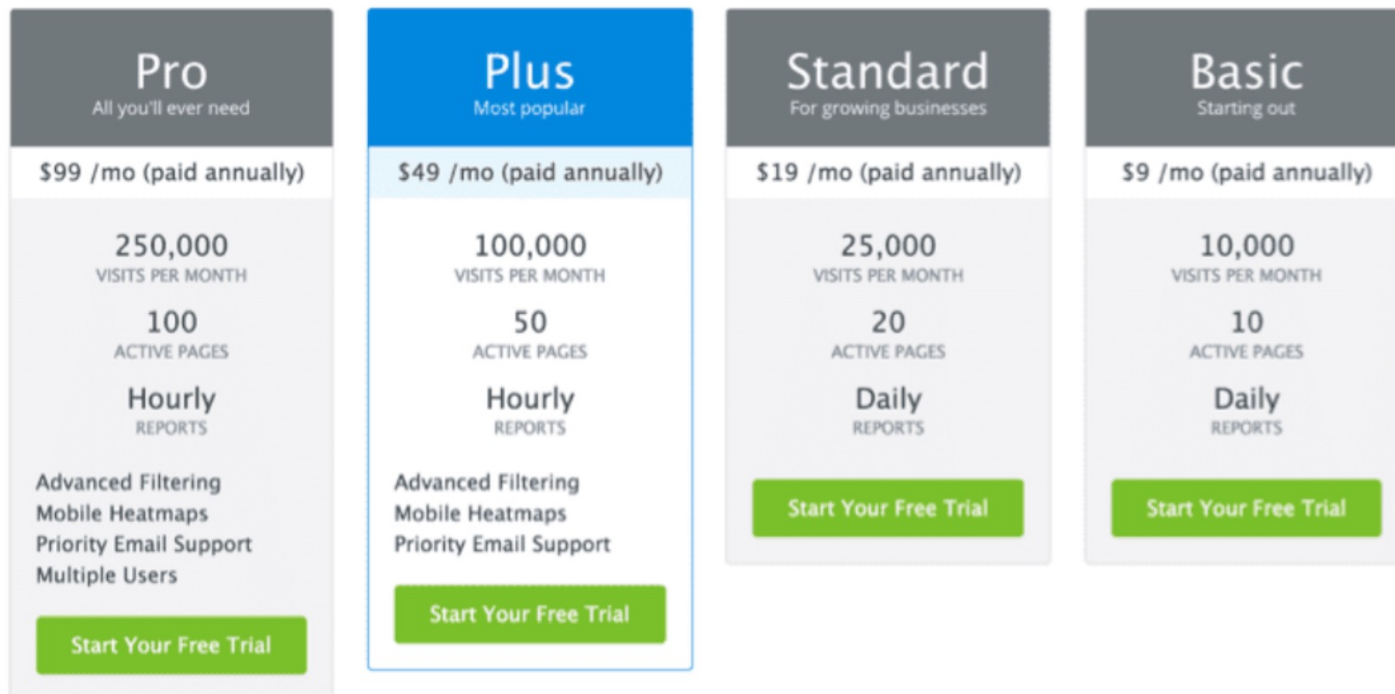 Pro
All you'll ever need
$99 /mo (paid annually)
250,000
VISITS PER MONTH
100
ACTIVE PAGES
Hourly
REPORTS
Advanced Filtering
Mobile Heatmaps
Priority Email Support
Multiple Users
Start Your Free Trial
Plus
Most popular
$49 /mo (paid annually)
100,000
VISITS PER MONTH
50
ACTIVE PAGES
Hourly
REPORTS
Advanced Filtering
Mobile Heatmaps
Priority Email Support
Start Your Free Trial
Standard
For growing businesses
$19 /mo (paid annually)
25,000
VISITS PER MONTH
20
ACTIVE PAGES
Daily
REPORTS
Start Your Free Trial
Basic
Starting out
$9 /mo (paid annually)
10,000
VISITS PER MONTH
10
ACTIVE PAGES
Daily
REPORTS
Start Your Free Trial